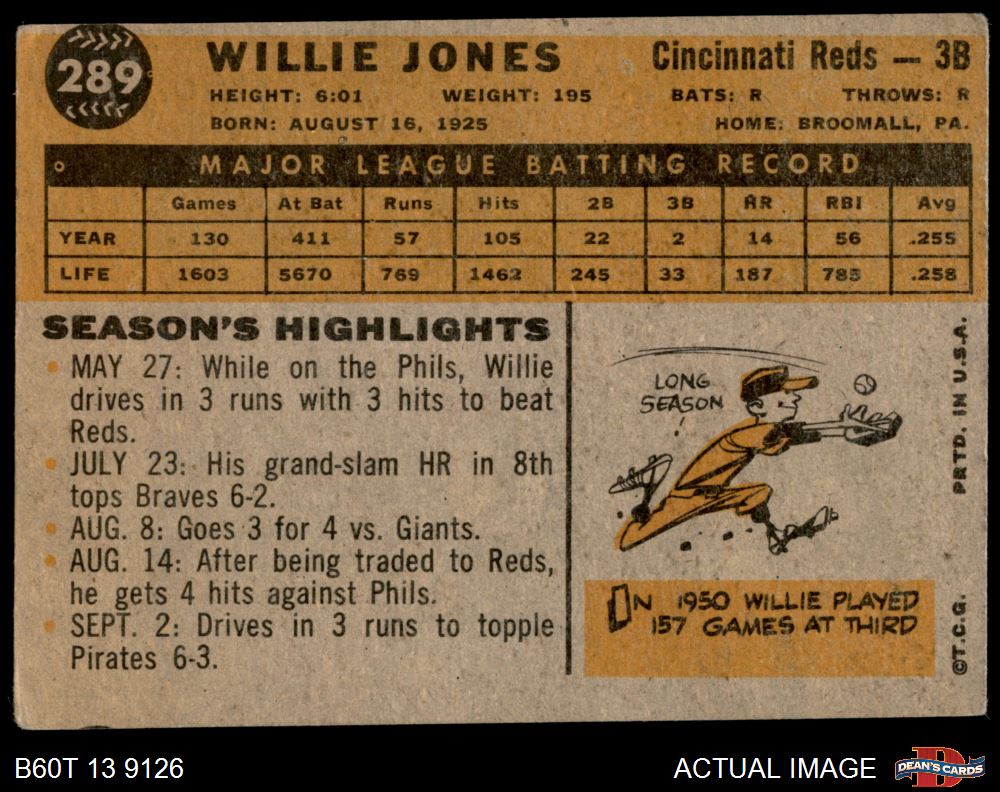 289
WILLIE JONES
Cincinnati Reds — 3B
HEIGHT: 6:01 WEIGHT: 195 BATS: R THROWS: R
BORN: AUGUST 16, 1925 HOME: BROOMALL, PA.
MAJOR LEAGUE BATTING RECORD
Games At Bat Runs Hits 2B 3B HR RBI Avg
YEAR 130 411 57 105 22 2 14 56 .255
LIFE 1603 5670 769 1462 245 33 187 785 .258
SEASON'S HIGHLIGHTS
• MAY 27: While on the Phils, Willie
drives in 3 runs with 3 hits to beat
Reds.
• JULY 23: His grand-slam HR in 8th
tops Braves 6-2.
• AUG. 8: Goes 3 for 4 vs. Giants.
• AUG. 14: After being traded to Reds,
he gets 4 hits against Phils.
• SEPT. 2: Drives in 3 runs to topple
Pirates 6-3.
LONG
SEASON
!
IN 1950 WILLIE PLAYED
157 GAMES AT THIRD
©T.C.G. PRTD. IN U.S.A.
B60T 13 9126
ACTUAL IMAGE
D
DEAN'S CARDS